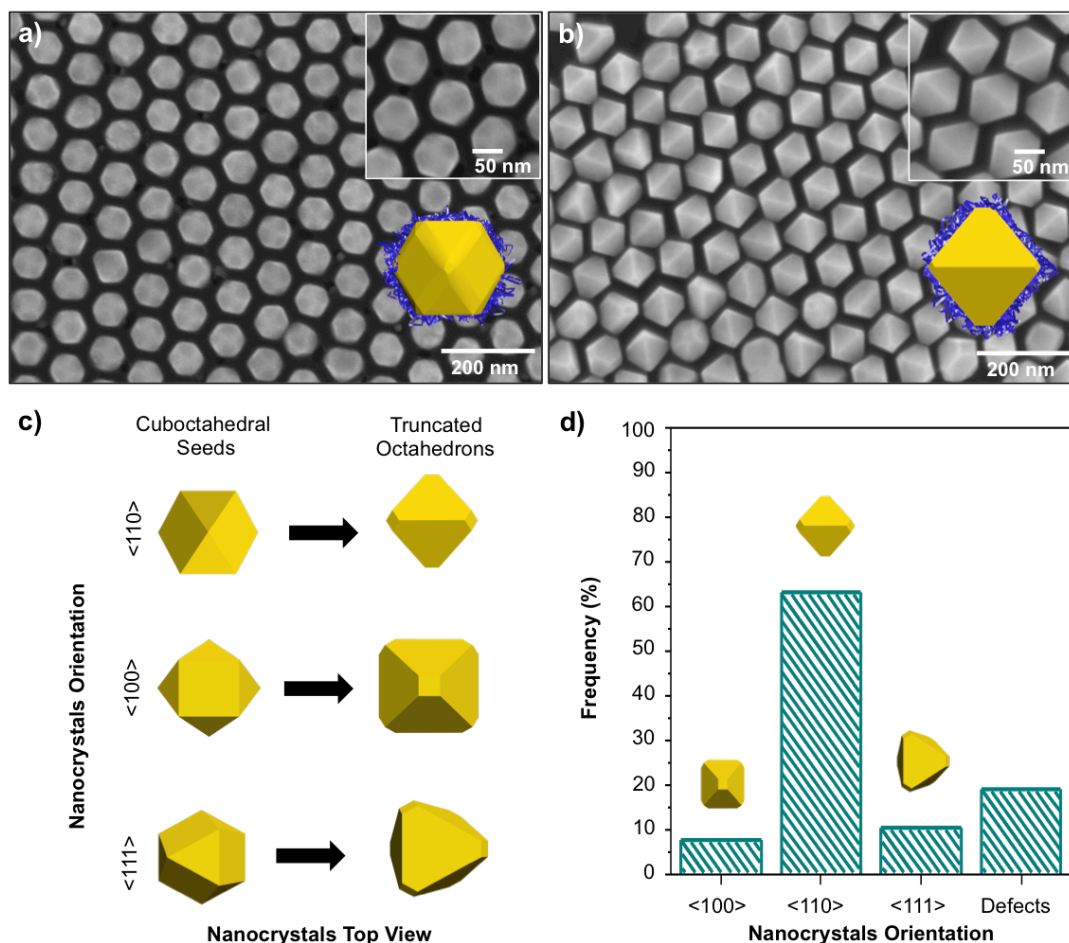 a)
50 nm
200 nm
b)
50 nm
200 nm
c)
Cuboctahedral
Seeds
Truncated
Octahedrons
<110>
<100>
<111>
Nanocrystals Orientation
Nanocrystals Top View
d)
100
90
80
70
60
50
40
30
20
10
0
Frequency (%)
<100>
<110>
<111>
Defects
Nanocrystals Orientation